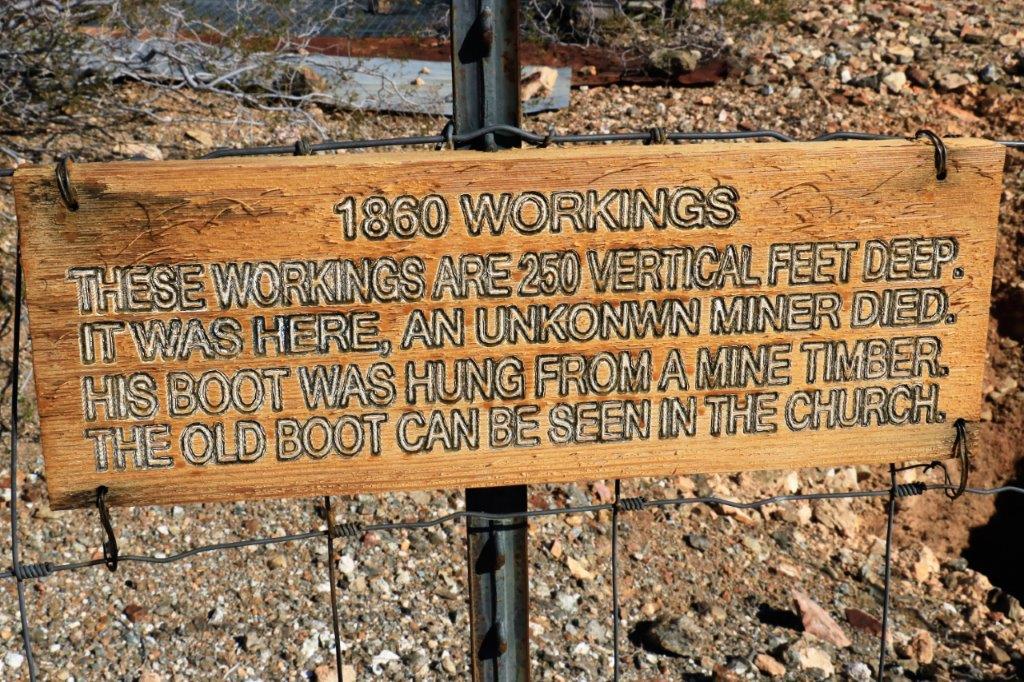 1860 WORKINGS
THESE WORKINGS ARE 250 VERTICAL FEET DEEP.
IT WAS HERE, AN UNKONWN MINER DIED.
HIS BOOT WAS HUNG FROM A MINE TIMBER.
THE OLD BOOT CAN BE SEEN IN THE CHURCH.